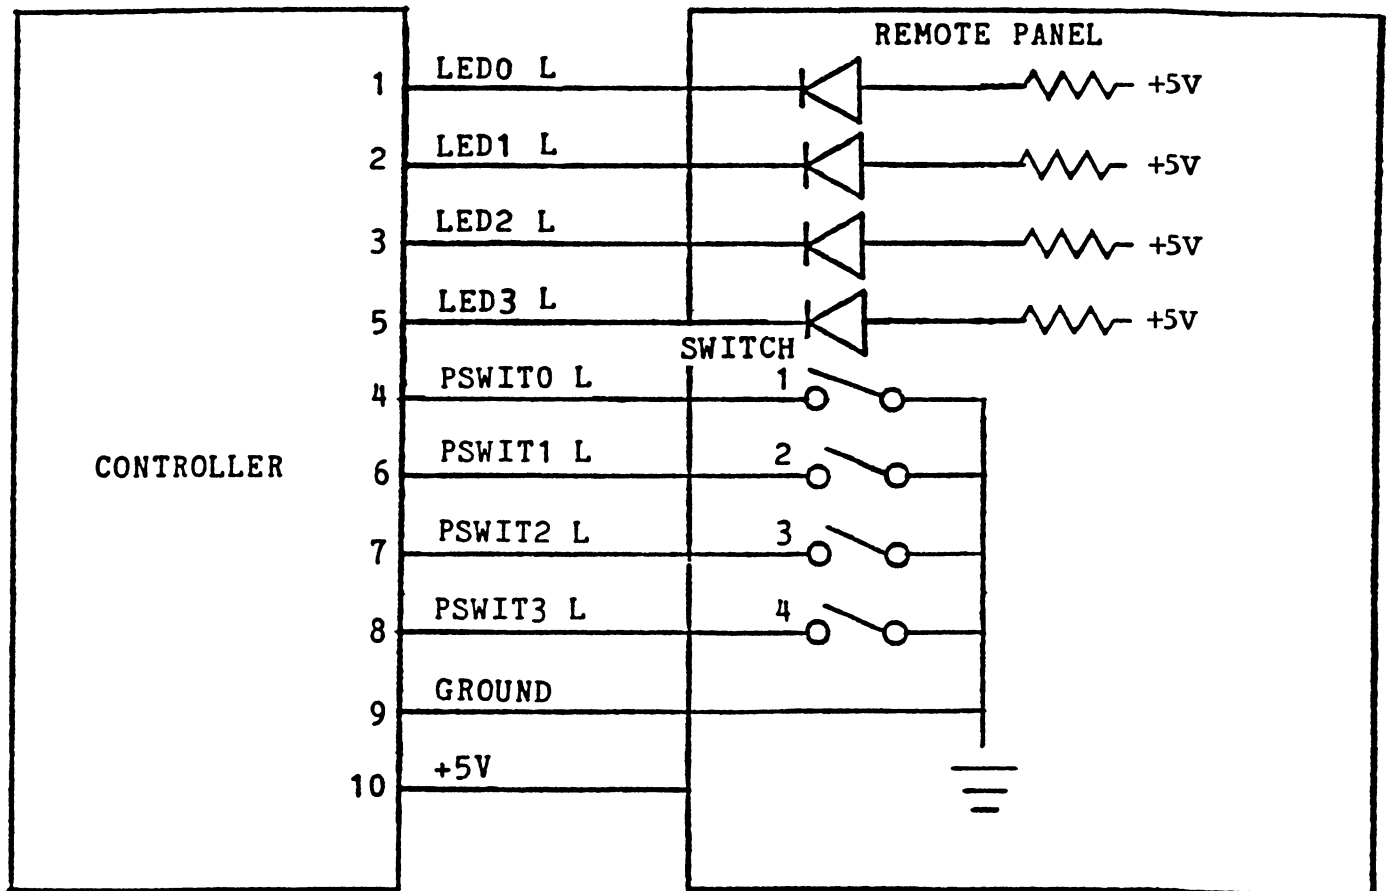 REMOTE PANEL
1 LED0 L +5V
2 LED1 L +5V
3 LED2 L +5V
5 LED3 L +5V
SWITCH
4 PSWIT0 L 1
CONTROLLER
6 PSWIT1 L 2
7 PSWIT2 L 3
8 PSWIT3 L 4
9 GROUND
10 +5V